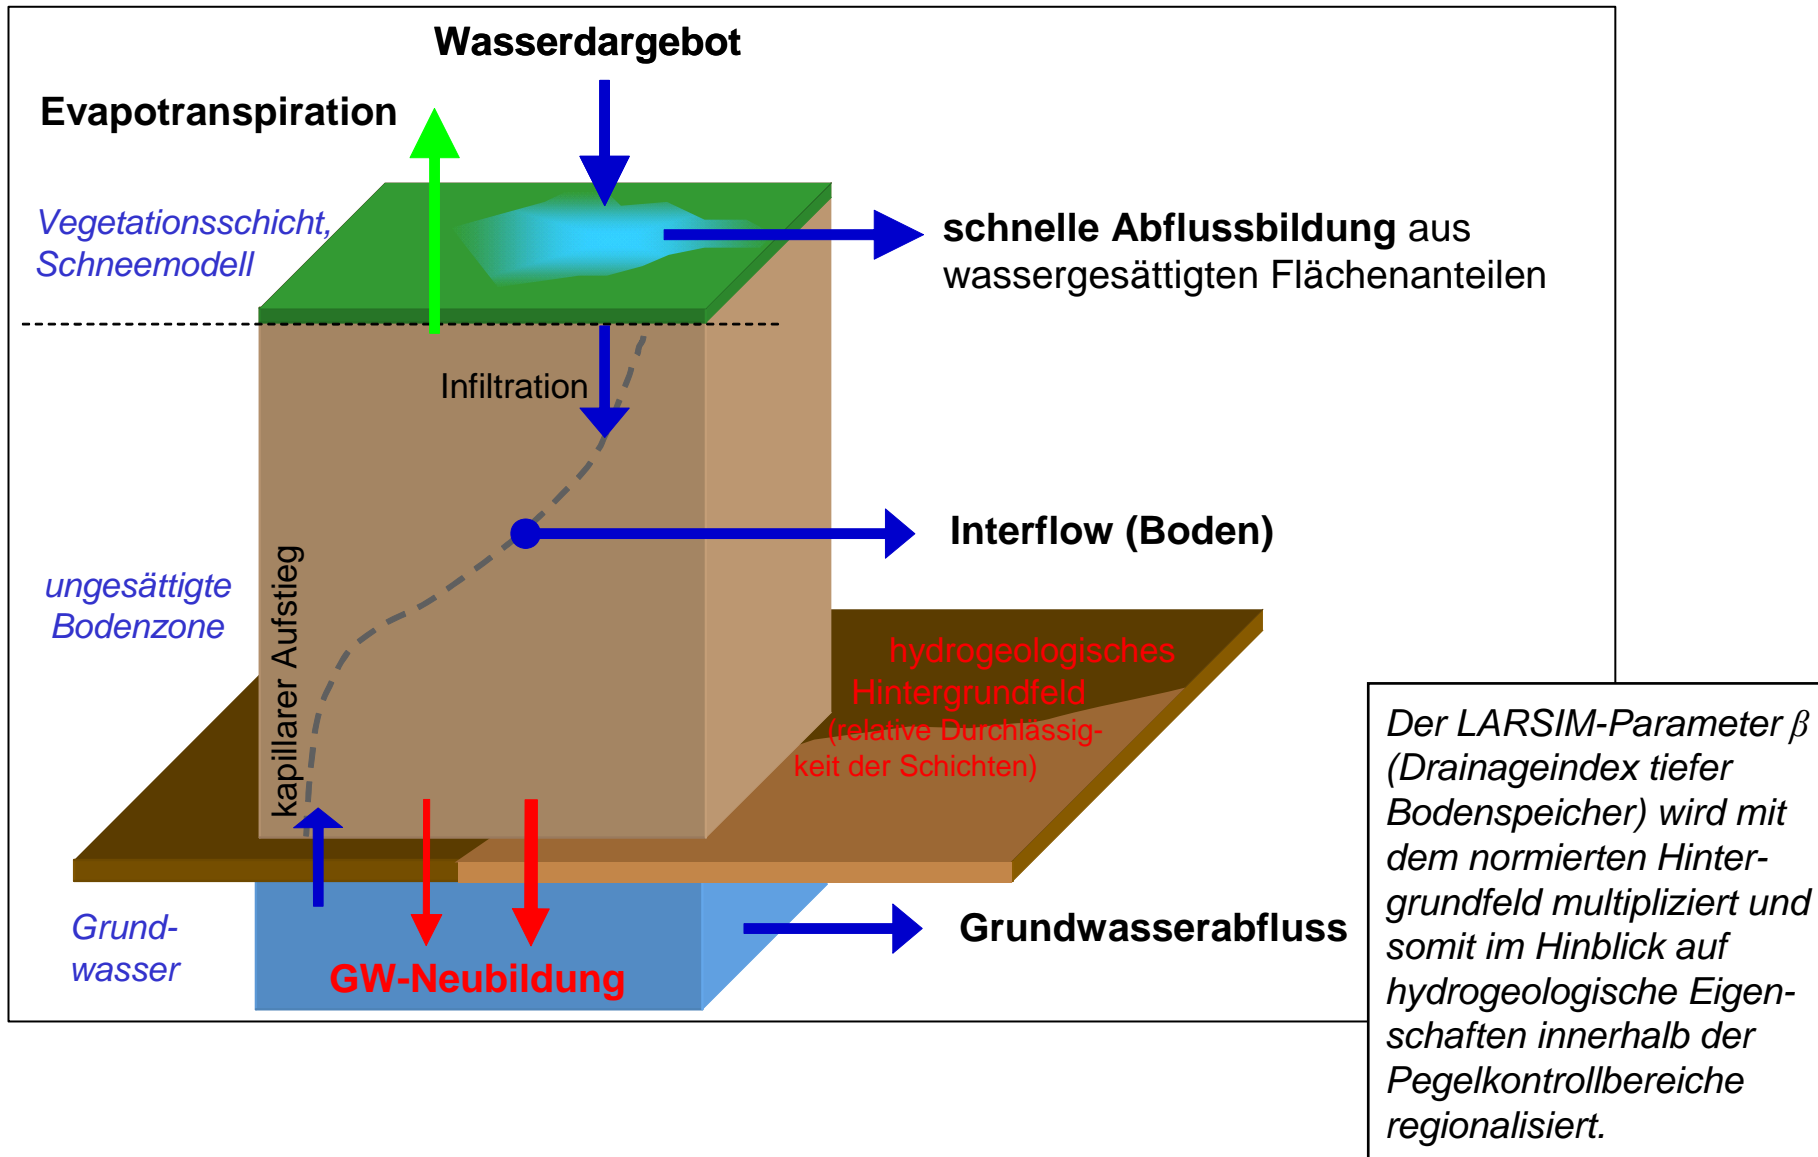 Wasserdargebot
Evapotranspiration
Vegetationsschicht,
Schneemodell
schnelle Abflussbildung aus
wassergesättigten Flächenanteilen
Infiltration
Interflow (Boden)
ungesättigte
Bodenzone
kapillarer Aufstieg
hydrogeologisches
Hintergrundfeld
(relative Durchlässig-
keit der Schichten)
Grund-
wasser
GW-Neubildung
Grundwasserabfluss
Der LARSIM-Parameter β
(Drainageindex tiefer
Bodenspeicher) wird mit
dem normierten Hinter-
grundfeld multipliziert und
somit im Hinblick auf
hydrogeologische Eigen-
schaften innerhalb der
Pegelkontrollbereiche
regionalisiert.